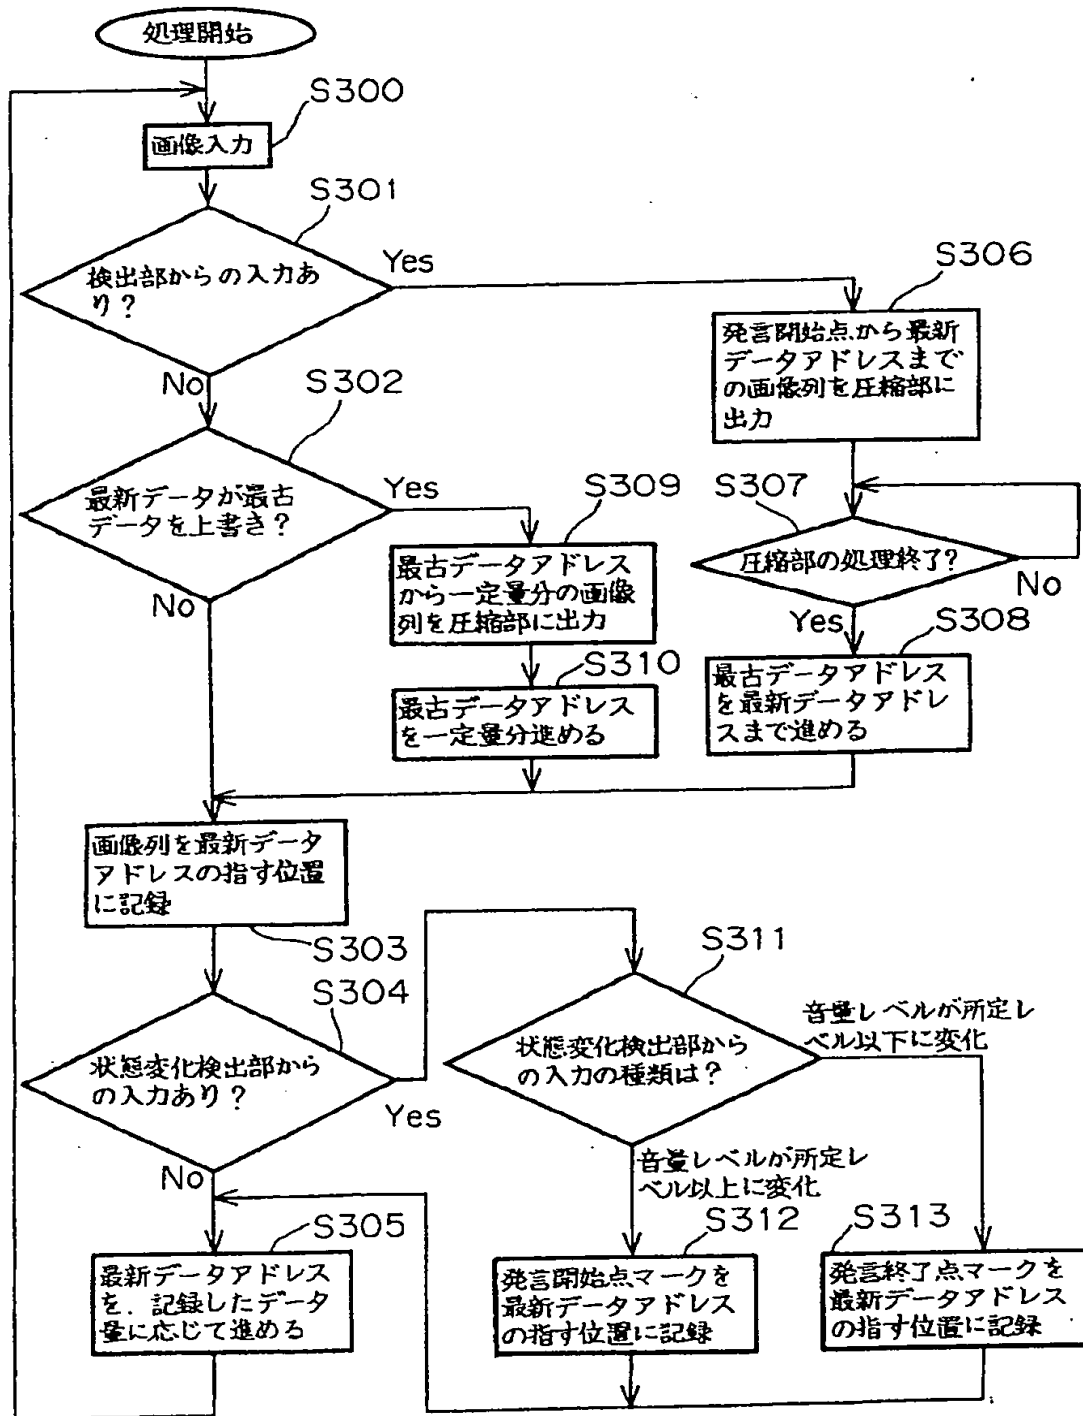 処理開始
S300
画像入力
S301
検出部からの入力あ
り？
Yes
No
S306
発言開始点から最新
データアドレスまで
の画像列を圧縮部に
出力
S302
最新データが最古
データを上書き？
Yes
No
S309
最古データアドレス
から一定量分の画像
列を圧縮部に出力
S307
圧縮部の処理終了?
No
Yes
S310
最古データアドレス
を一定量分進める
S308
最古データアドレス
を最新データアドレ
スまで進める
画像列を最新データ
アドレスの指す位置
に記録
S303
S304
状態変化検出部から
の入力あり？
Yes
No
S311
状態変化検出部から
の入力の種類は？
音量レベルが所定レ
ベル以下に変化
音量レベルが所定レ
ベル以上に変化
S305
最新データアドレス
を、記録したデータ
量に応じて進める
S312
発言開始点マークを
最新データアドレス
の指す位置に記録
S313
発言終了点マークを
最新データアドレス
の指す位置に記録